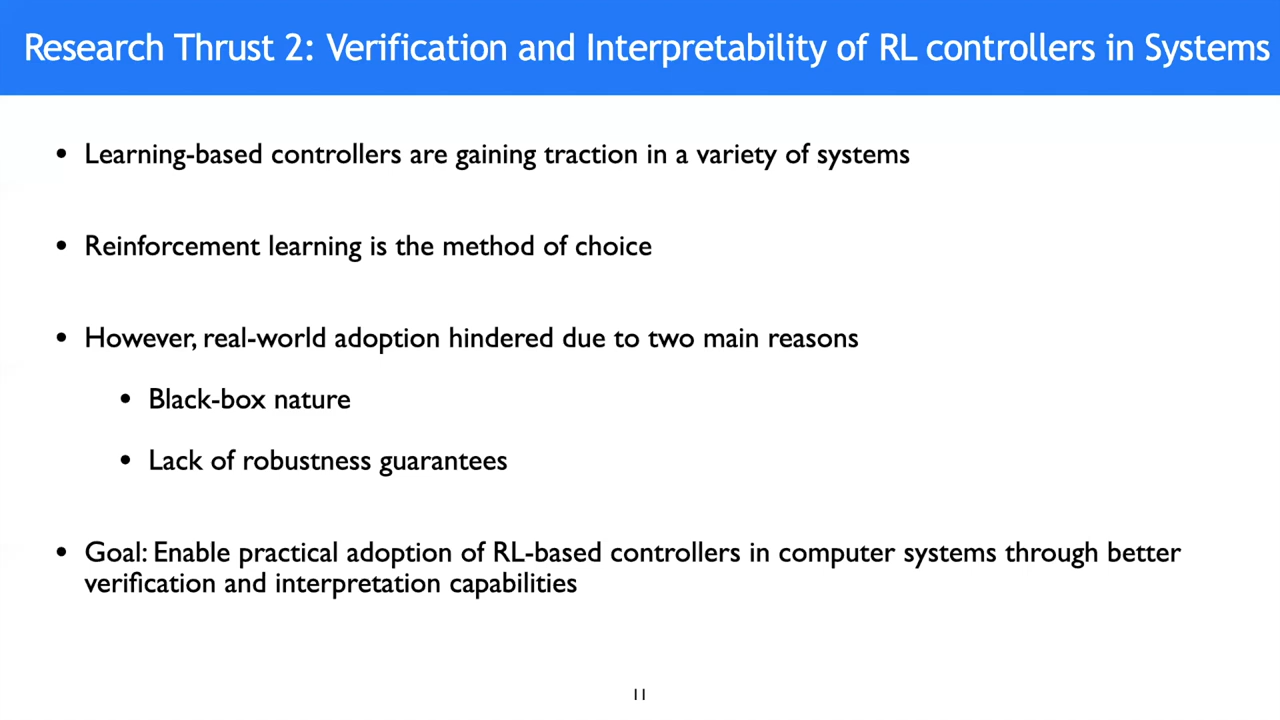 Research Thrust 2: Verification and Interpretability of RL controllers in Systems
• Learning-based controllers are gaining traction in a variety of systems
• Reinforcement learning is the method of choice
• However, real-world adoption hindered due to two main reasons
• Black-box nature
• Lack of robustness guarantees
• Goal: Enable practical adoption of RL-based controllers in computer systems through better
verification and interpretation capabilities
11